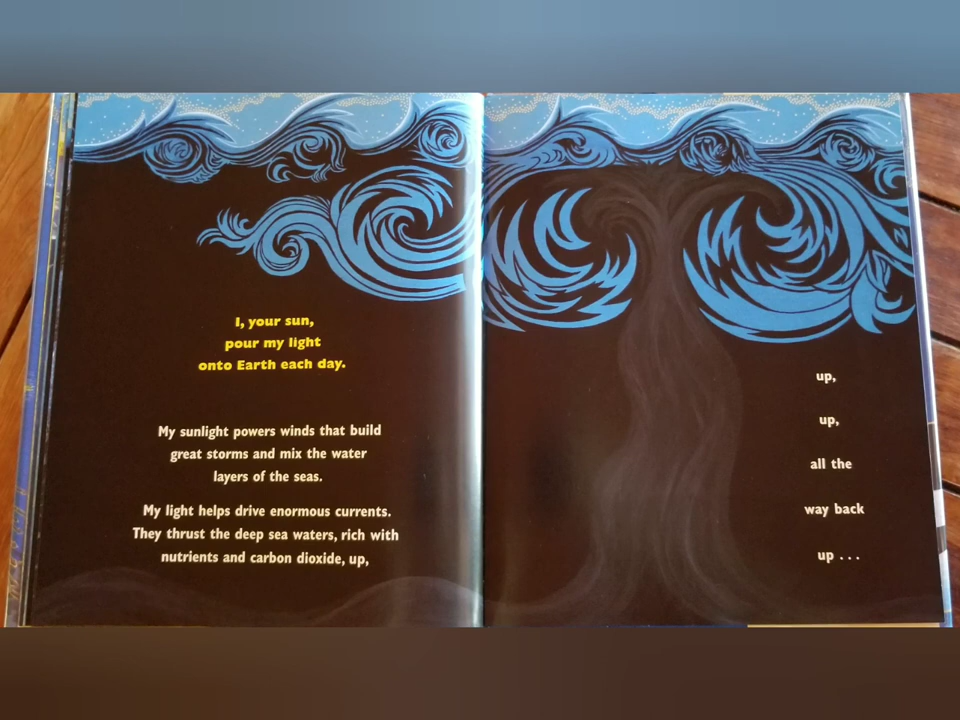 I, your sun,
pour my light
onto Earth each day.
My sunlight powers winds that build
great storms and mix the water
layers of the seas.
My light helps drive enormous currents.
They thrust the deep sea waters, rich with
nutrients and carbon dioxide, up,
up,
up,
all the
way back
up . . .